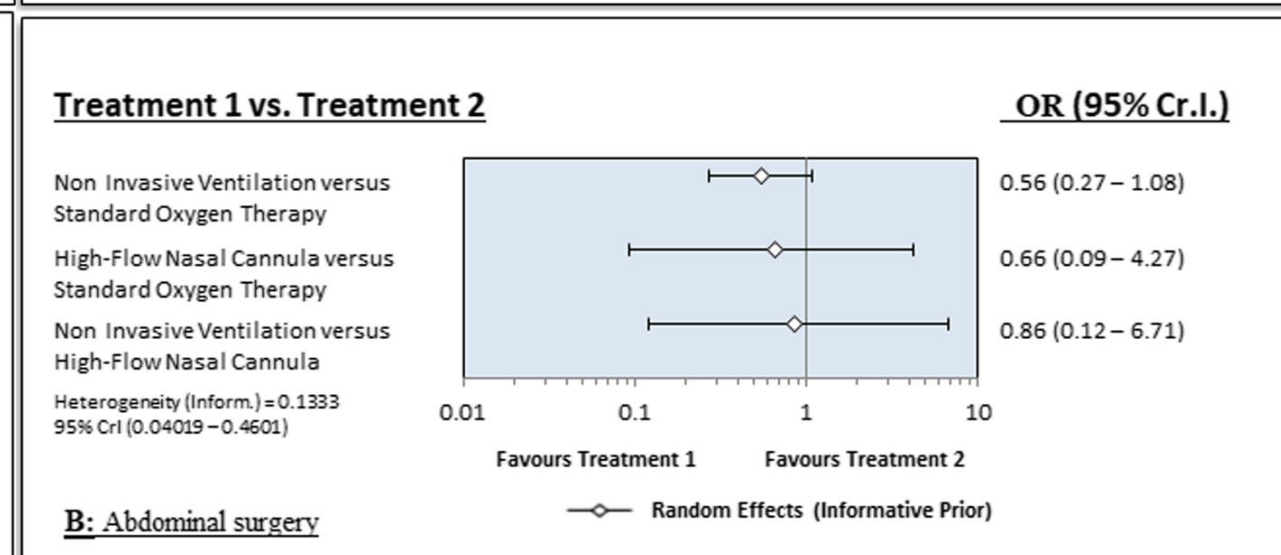 Treatment 1 vs. Treatment 2
OR (95% Cr.I.)
Non Invasive Ventilation versus
Standard Oxygen Therapy
0.56 (0.27 – 1.08)
High-Flow Nasal Cannula versus
Standard Oxygen Therapy
0.66 (0.09 – 4.27)
Non Invasive Ventilation versus
High-Flow Nasal Cannula
0.86 (0.12 – 6.71)
Heterogeneity (Inform.) = 0.1333
95% CrI (0.04019 – 0.4601)
0.01 0.1 1 10
Favours Treatment 1 Favours Treatment 2
Random Effects (Informative Prior)
B: Abdominal surgery